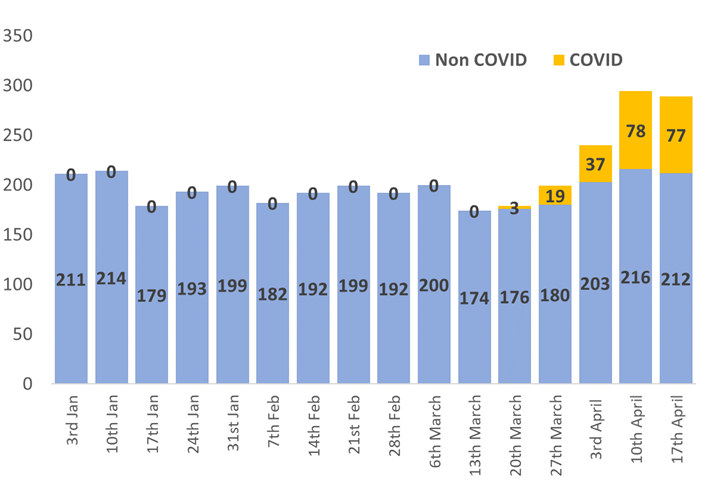 350
300
250
200
150
100
50
0
Non COVID COVID
0 0 0 0 0 0 0 0 0 0 0 3 19 37 78 77
211 214 179 193 199 182 192 199 192 200 174 176 180 203 216 212
3rd Jan
10th Jan
17th Jan
24th Jan
31st Jan
7th Feb
14th Feb
21st Feb
28th Feb
6th March
13th March
20th March
27th March
3rd April
10th April
17th April